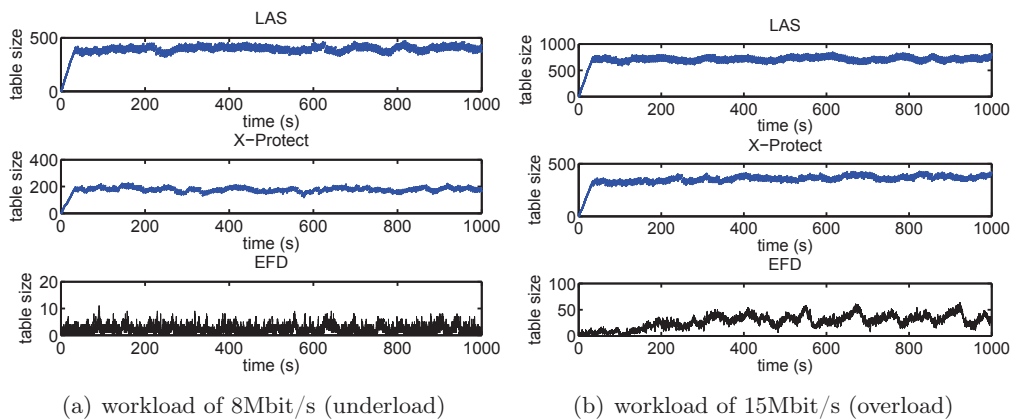 LAS
500
table size
0
0 200 400 600 800 1000
time (s)
X−Protect
400
200
table size
0
0 200 400 600 800 1000
time (s)
EFD
20
10
table size
0
0 200 400 600 800 1000
time (s)
(a) workload of 8Mbit/s (underload)
LAS
1000
500
table size
0
0 200 400 600 800 1000
time (s)
X−Protect
500
table size
0
0 200 400 600 800 1000
time (s)
EFD
100
50
table size
0
0 200 400 600 800 1000
time (s)
(b) workload of 15Mbit/s (overload)